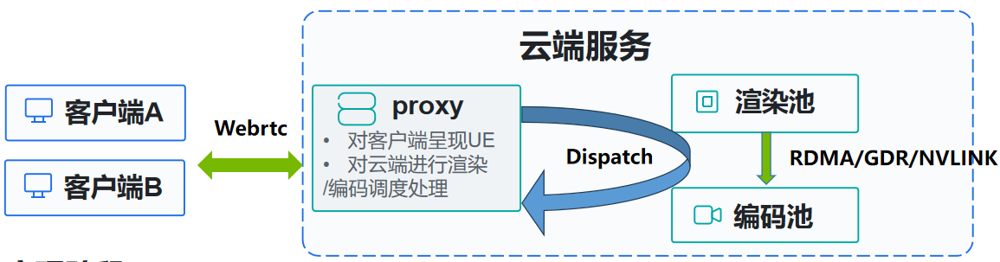 云端服务
客户端A
客户端B
Webrtc
proxy
• 对客户端呈现UE
• 对云端进行渲染
/编码调度处理
Dispatch
渲染池
RDMA/GDR/NVLINK
编码池